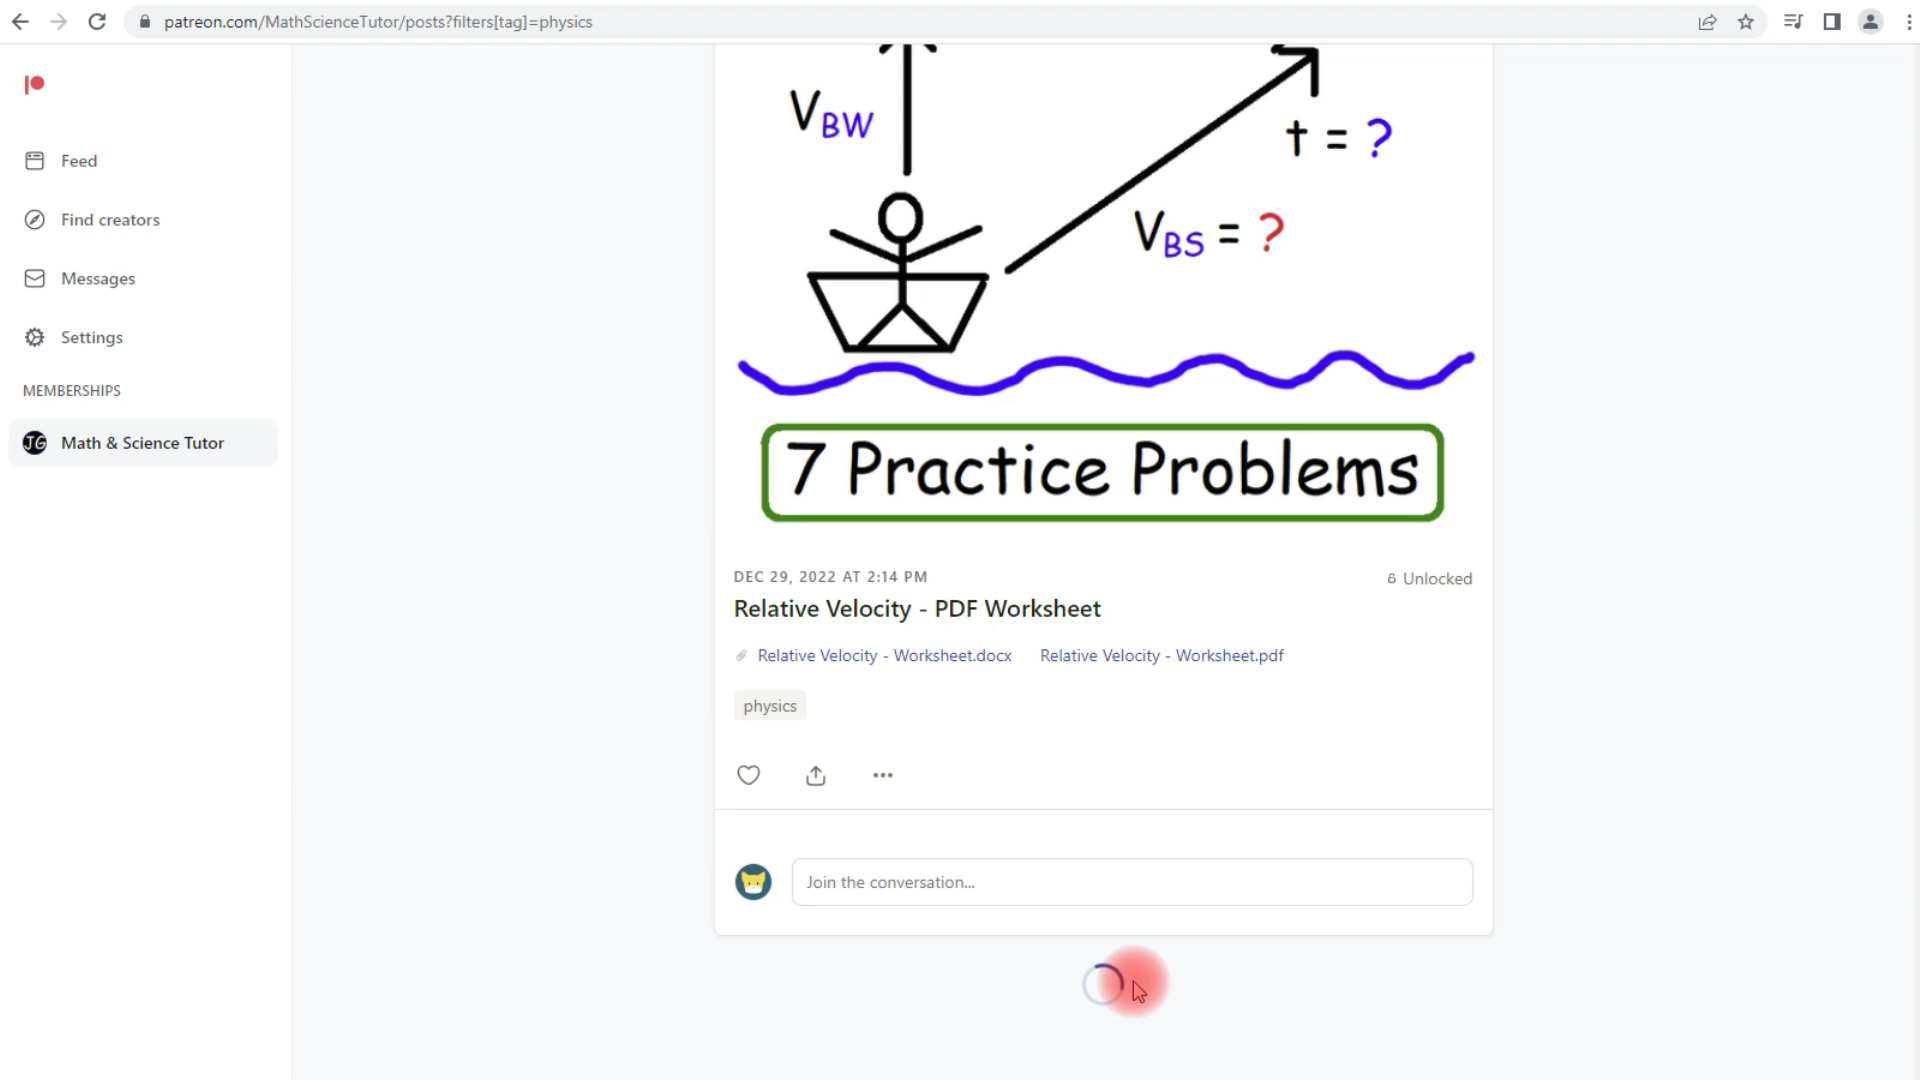 patreon.com/MathScienceTutor/posts?filters[tag]=physics
Feed
Find creators
Messages
Settings
MEMBERSHIPS
JG Math & Science Tutor
VBW
t = ?
VBS = ?
7 Practice Problems
DEC 29, 2022 AT 2:14 PM
Unlocked
Relative Velocity - PDF Worksheet
Relative Velocity - Worksheet.docx Relative Velocity - Worksheet.pdf
physics
Join the conversation...